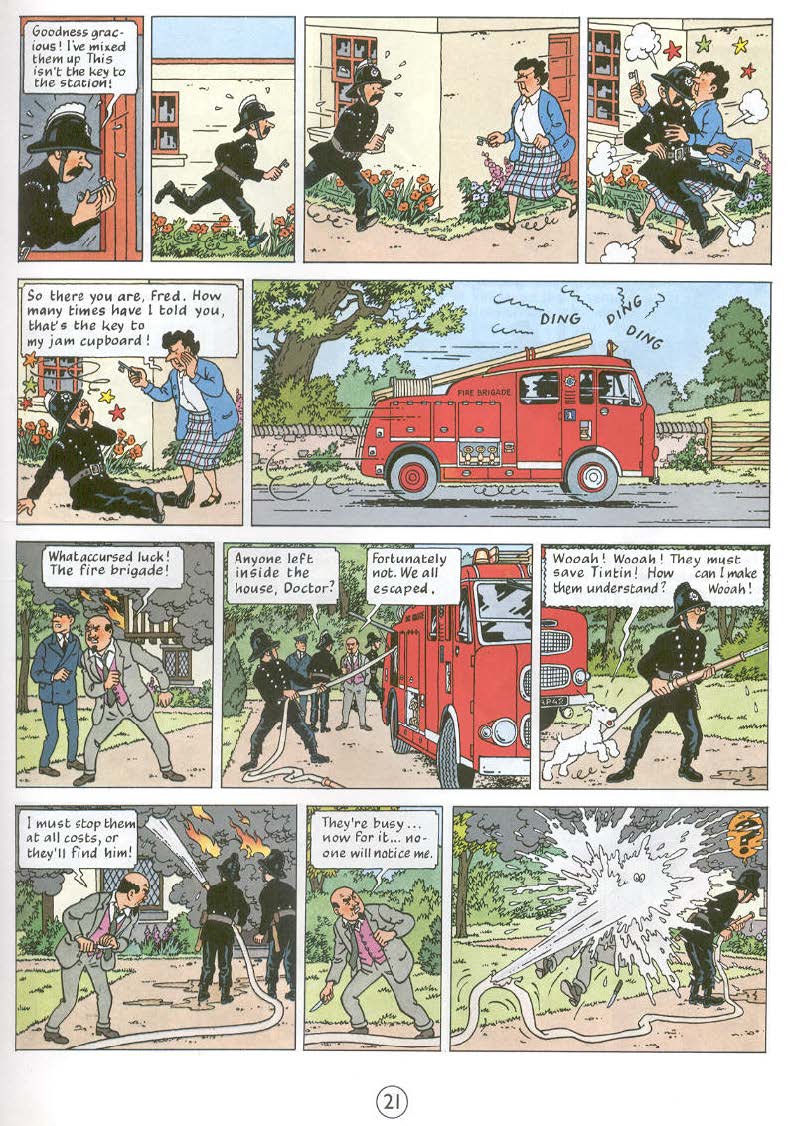 Goodness grac-
ious! I've mixed
them up This
isn't the key to
the station!
So there you are, Fred. How
many times have I told you,
that's the key to
my jam cupboard!
DING
DING
DING
FIRE BRIGADE
1
What accursed luck!
The fire brigade!
Anyone left
inside the
house, Doctor?
Fortunately
not. We all
escaped.
Wooah! Wooah! They must
save Tintin! How can I make
them understand? Wooah!
I must stop them
at all costs, or
they'll find him!
They're busy...
now for it... no-
one will notice me.
21